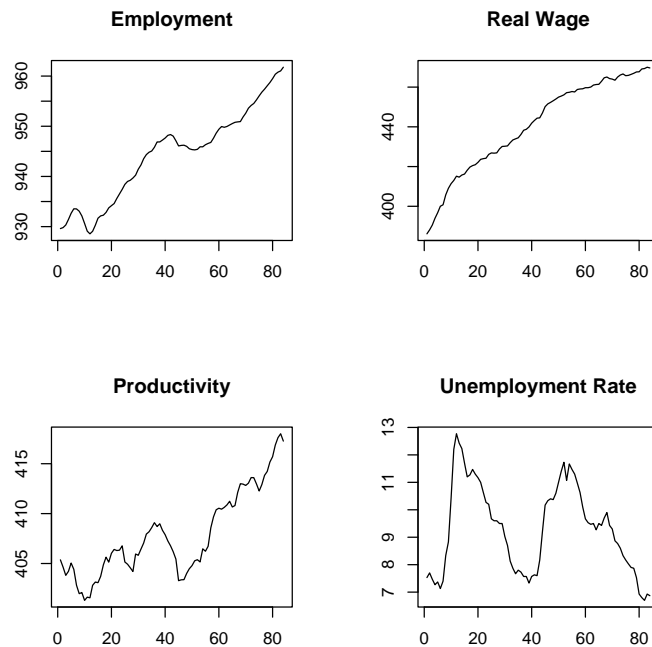 Employment
930 940 950 960
0 20 40 60 80
Real Wage
400 440
0 20 40 60 80
Productivity
405 410 415
0 20 40 60 80
Unemployment Rate
7 8 9 11 13
0 20 40 60 80